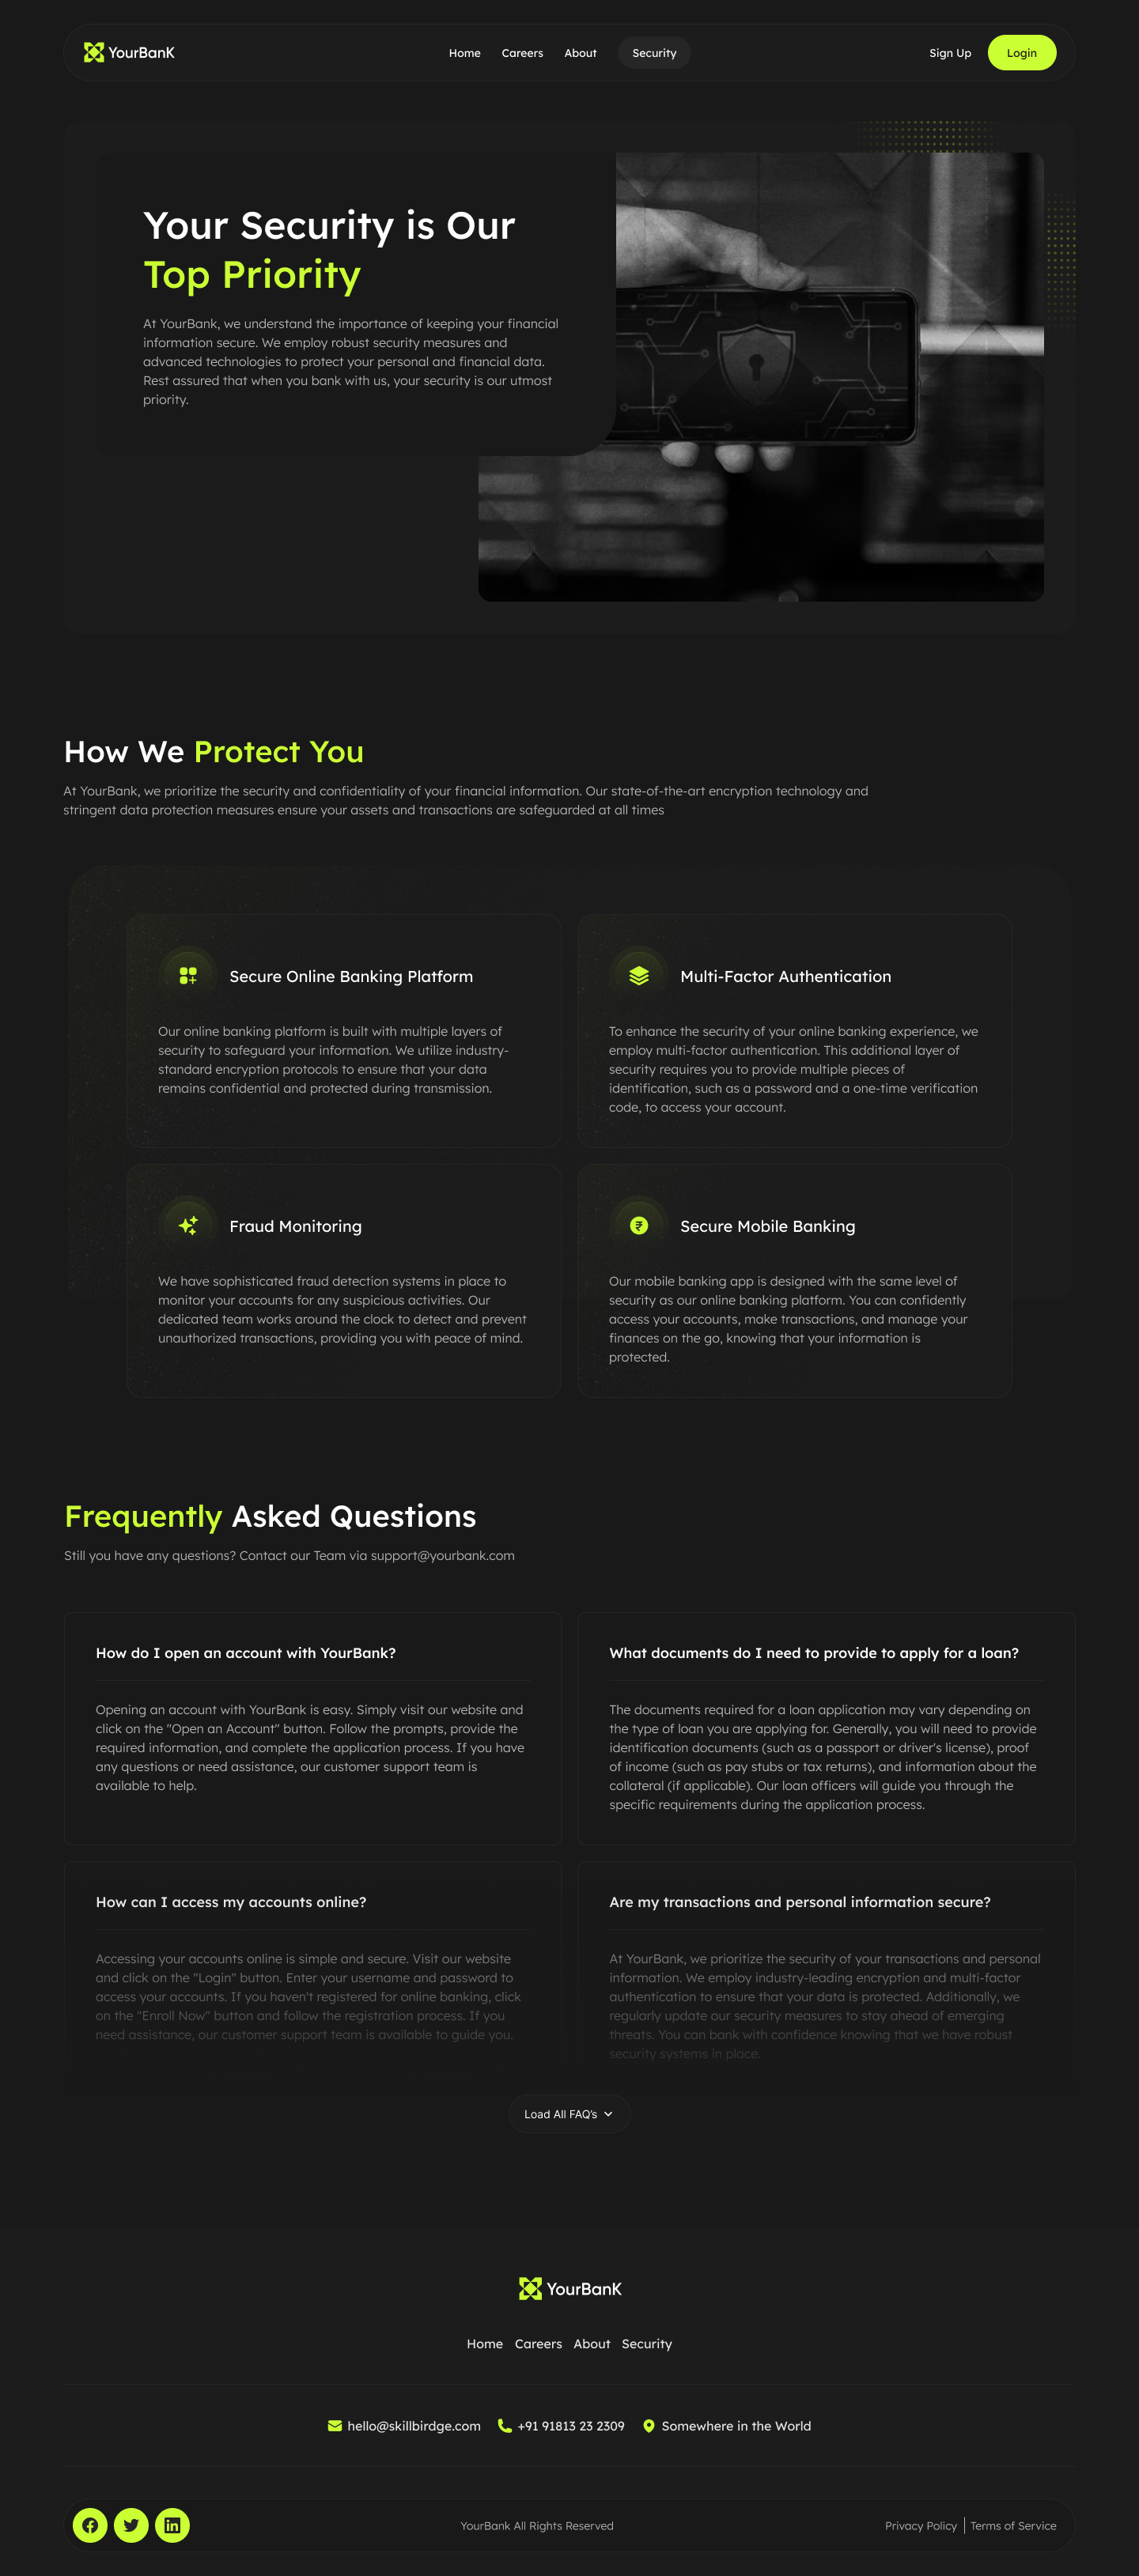 YourBanK
Home Careers About Security
Sign Up Login
Your Security is Our
Top Priority
At YourBank, we understand the importance of keeping your financial
information secure. We employ robust security measures and
advanced technologies to protect your personal and financial data.
Rest assured that when you bank with us, your security is our utmost
priority.
How We Protect You
At YourBank, we prioritize the security and confidentiality of your financial information. Our state-of-the-art encryption technology and
stringent data protection measures ensure your assets and transactions are safeguarded at all times
Secure Online Banking Platform
Our online banking platform is built with multiple layers of
security to safeguard your information. We utilize industry-
standard encryption protocols to ensure that your data
remains confidential and protected during transmission.
Multi-Factor Authentication
To enhance the security of your online banking experience, we
employ multi-factor authentication. This additional layer of
security requires you to provide multiple pieces of
identification, such as a password and a one-time verification
code, to access your account.
Fraud Monitoring
We have sophisticated fraud detection systems in place to
monitor your accounts for any suspicious activities. Our
dedicated team works around the clock to detect and prevent
unauthorized transactions, providing you with peace of mind.
₹
Secure Mobile Banking
Our mobile banking app is designed with the same level of
security as our online banking platform. You can confidently
access your accounts, make transactions, and manage your
finances on the go, knowing that your information is
protected.
Frequently Asked Questions
Still you have any questions? Contact our Team via support@yourbank.com
How do I open an account with YourBank?
Opening an account with YourBank is easy. Simply visit our website and
click on the "Open an Account" button. Follow the prompts, provide the
required information, and complete the application process. If you have
any questions or need assistance, our customer support team is
available to help.
What documents do I need to provide to apply for a loan?
The documents required for a loan application may vary depending on
the type of loan you are applying for. Generally, you will need to provide
identification documents (such as a passport or driver's license), proof
of income (such as pay stubs or tax returns), and information about the
collateral (if applicable). Our loan officers will guide you through the
specific requirements during the application process.
How can I access my accounts online?
Accessing your accounts online is simple and secure. Visit our website
and click on the "Login" button. Enter your username and password to
access your accounts. If you haven't registered for online banking, click
on the "Enroll Now" button and follow the registration process. If you
need assistance, our customer support team is available to guide you.
Are my transactions and personal information secure?
At YourBank, we prioritize the security of your transactions and personal
information. We employ industry-leading encryption and multi-factor
authentication to ensure that your data is protected. Additionally, we
regularly update our security measures to stay ahead of emerging
threats. You can bank with confidence knowing that we have robust
security systems in place.
Load All FAQ's
YourBanK
Home Careers About Security
hello@skillbirdge.com +91 91813 23 2309 Somewhere in the World
YourBank All Rights Reserved
Privacy Policy | Terms of Service